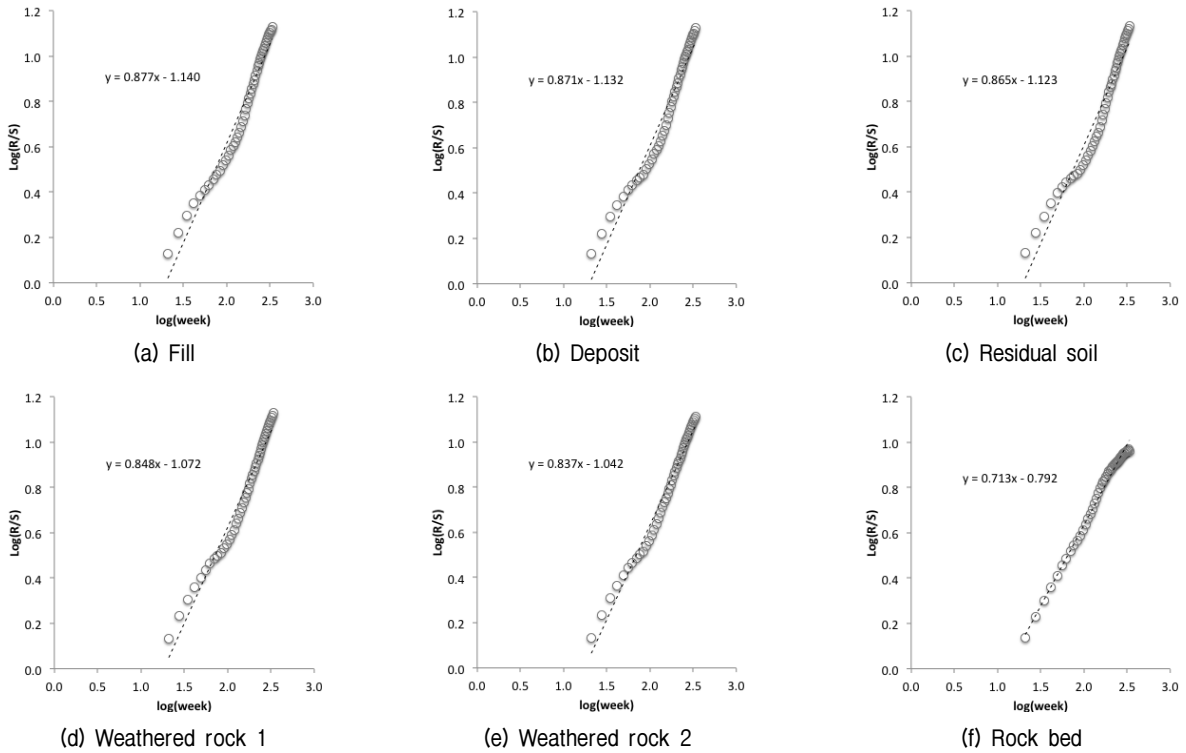 1.2
1.0
0.8
0.6
0.4
0.2
0.0
Log(R/S)
y = 0.877x - 1.140
0.0 0.5 1.0 1.5 2.0 2.5 3.0
log(week)
(a) Fill
1.2
1.0
0.8
0.6
0.4
0.2
0.0
Log(R/S)
y = 0.871x - 1.132
0.0 0.5 1.0 1.5 2.0 2.5 3.0
log(week)
(b) Deposit
1.2
1.0
0.8
0.6
0.4
0.2
0.0
Log(R/S)
y = 0.865x - 1.123
0.0 0.5 1.0 1.5 2.0 2.5 3.0
log(week)
(c) Residual soil
1.2
1.0
0.8
0.6
0.4
0.2
0.0
Log(R/S)
y = 0.848x - 1.072
0.0 0.5 1.0 1.5 2.0 2.5 3.0
log(week)
(d) Weathered rock 1
1.2
1.0
0.8
0.6
0.4
0.2
0.0
Log(R/S)
y = 0.837x - 1.042
0.0 0.5 1.0 1.5 2.0 2.5 3.0
log(week)
(e) Weathered rock 2
1.2
1.0
0.8
0.6
0.4
0.2
0.0
Log(R/S)
y = 0.713x - 0.792
0.0 0.5 1.0 1.5 2.0 2.5 3.0
log(week)
(f) Rock bed